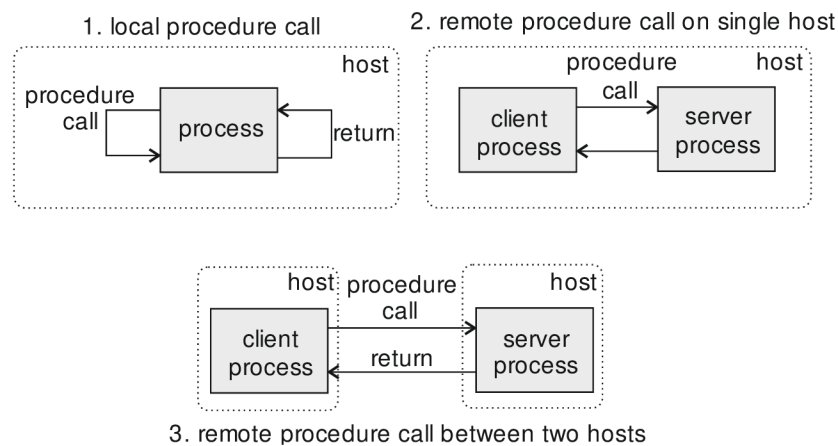 1. local procedure call
host
procedure
call
process
return
2. remote procedure call on single host
host
procedure
call
client
process
server
process
host
procedure
call
host
client
process
return
server
process
3. remote procedure call between two hosts